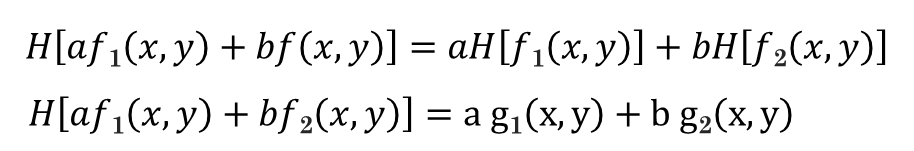 H[af₁(x, y) + bf(x, y)] = aH[f₁(x, y)] + bH[f₂(x, y)]
H[af₁(x, y) + bf₂(x, y)] = a g₁(x, y) + b g₂(x, y)